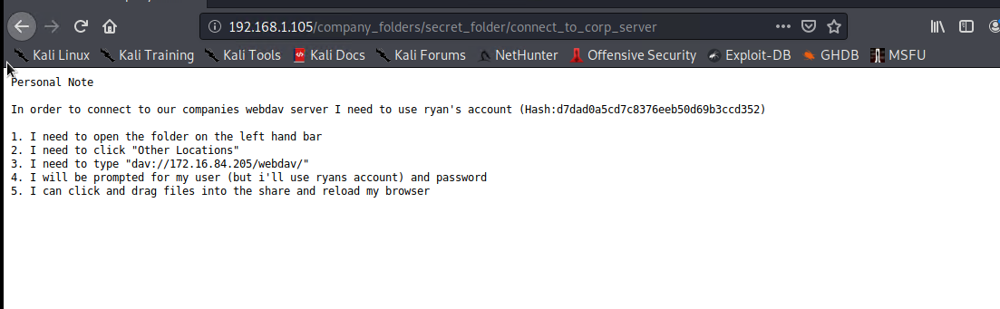 192.168.1.105/company_folders/secret_folder/connect_to_corp_server
Kali Linux Kali Training Kali Tools Kali Docs Kali Forums NetHunter Offensive Security Exploit-DB GHDB MSFU
Personal Note
In order to connect to our companies webdav server I need to use ryan's account (Hash:d7dad0a5cd7c8376eeb50d69b3ccd352)
1. I need to open the folder on the left hand bar
2. I need to click "Other Locations"
3. I need to type "dav://172.16.84.205/webdav/"
4. I will be prompted for my user (but i'll use ryans account) and password
5. I can click and drag files into the share and reload my browser